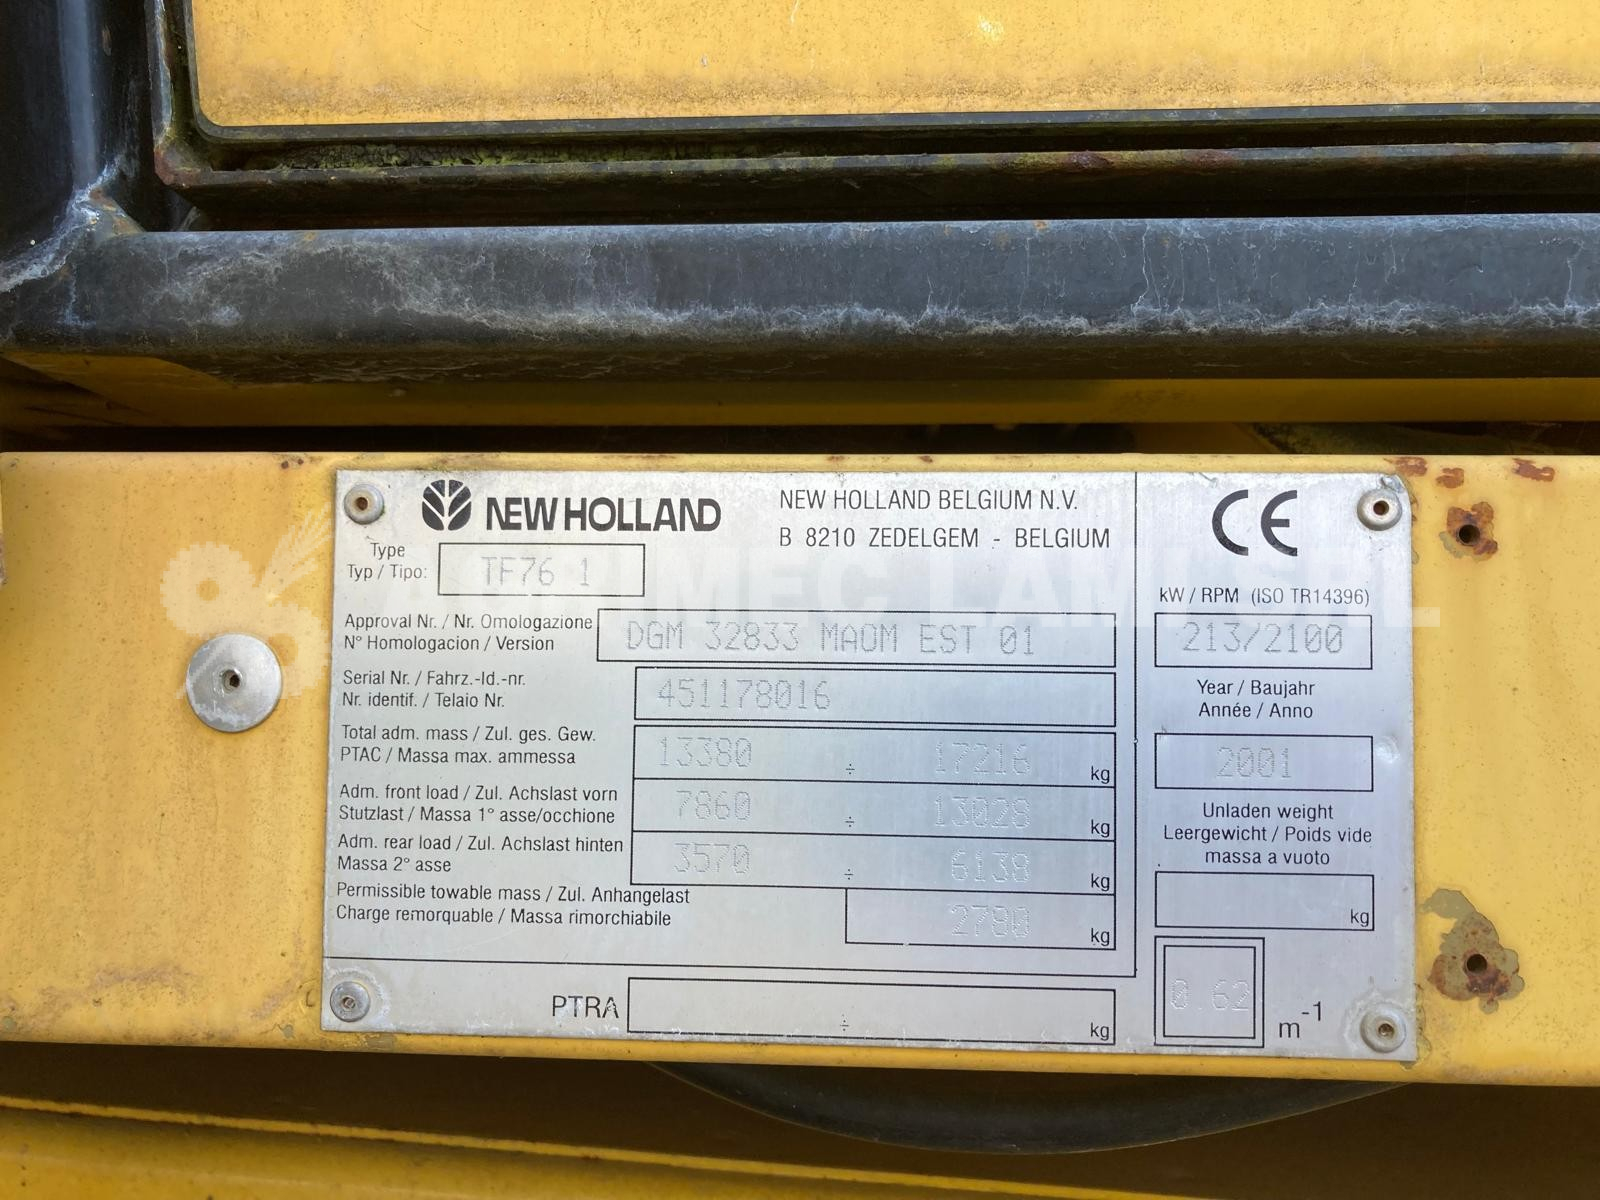 NEW HOLLAND
NEW HOLLAND BELGIUM N.V.
B 8210 ZEDELGEM - BELGIUM
CE
Type
Typ / Tipo:
TF76 1
kW / RPM (ISO TR14396)
213/2100
Approval Nr. / Nr. Omologazione
N° Homologacion / Version
DGM 32833 MAOM EST 01
Serial Nr. / Fahrz.-Id.-nr.
Nr. identif. / Telaio Nr.
451178016
Year / Baujahr
Année / Anno
2001
Total adm. mass / Zul. ges. Gew.
PTAC / Massa max. ammessa
13380 ÷ 17216 kg
Adm. front load / Zul. Achslast vorn
Stutzlast / Massa 1° asse/occhione
7860 ÷ 13028 kg
Adm. rear load / Zul. Achslast hinten
Massa 2° asse
3570 ÷ 6138 kg
Permissible towable mass / Zul. Anhangelast
Charge remorquable / Massa rimorchiabile
2780 kg
Unladen weight
Leergewicht / Poids vide
massa a vuoto
kg
PTRA ÷ kg
0.62 m-1